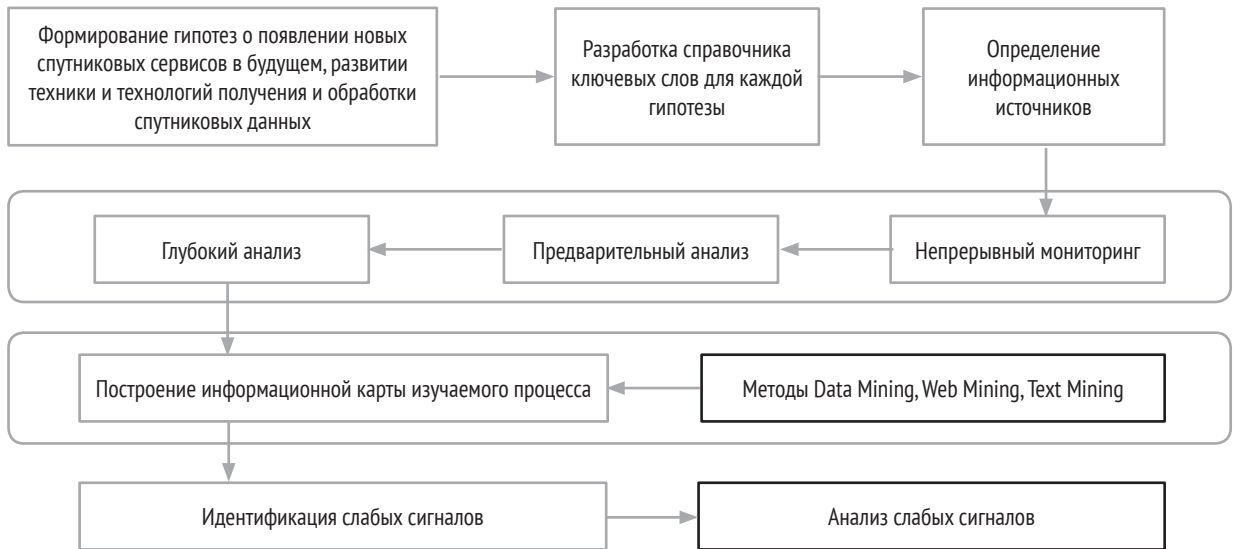 Формирование гипотез о появлении новых
спутниковых сервисов в будущем, развитии
техники и технологий получения и обработки
спутниковых данных
Разработка справочника
ключевых слов для каждой
гипотезы
Определение
информационных
источников
Глубокий анализ
Предварительный анализ
Непрерывный мониторинг
Построение информационной карты изучаемого процесса
Методы Data Mining, Web Mining, Text Mining
Идентификация слабых сигналов
Анализ слабых сигналов